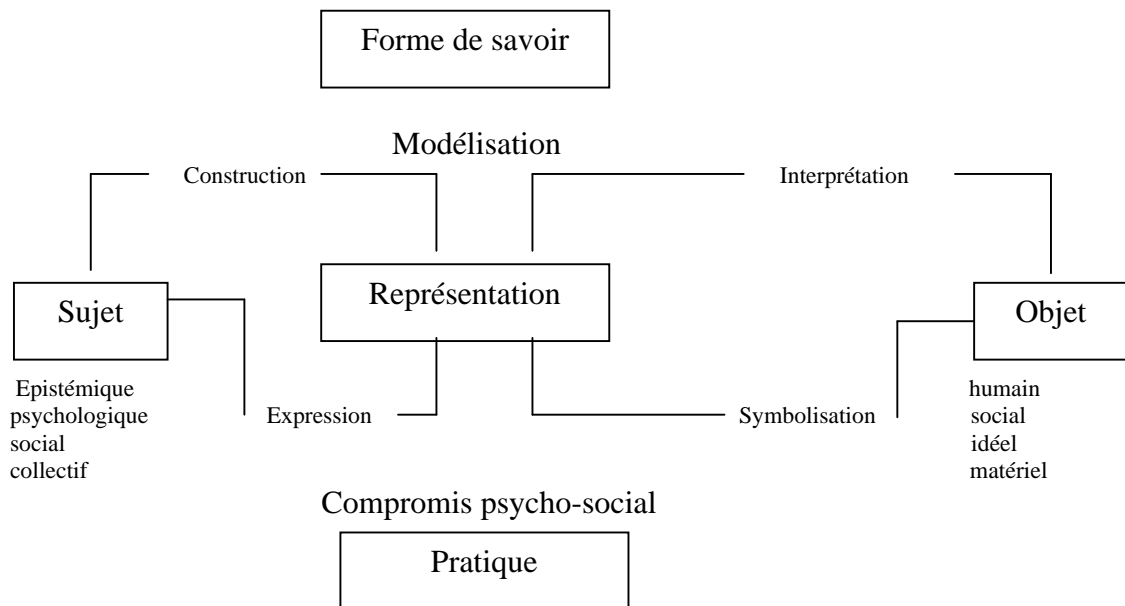 Forme de savoir
Modélisation
Construction
Interprétation
Sujet
Représentation
Objet
Epistémique
psychologique
social
collectif
Expression
Symbolisation
humain
social
idéel
matériel
Compromis psycho-social
Pratique